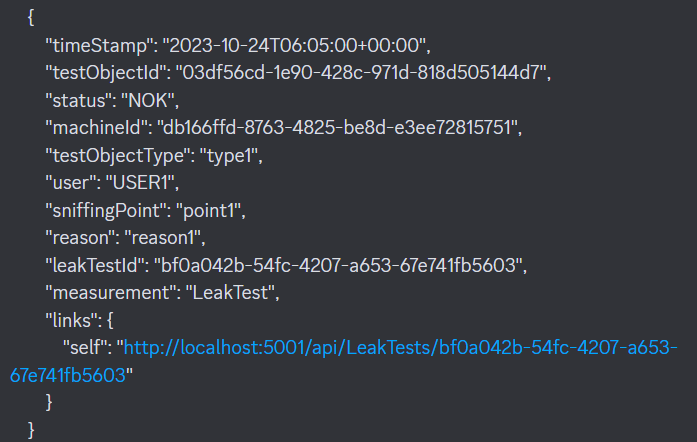 {
"timeStamp": "2023-10-24T06:05:00+00:00",
"testObjectId": "03df56cd-1e90-428c-971d-818d505144d7",
"status": "NOK",
"machineId": "db166ffd-8763-4825-be8d-e3ee72815751",
"testObjectType": "type1",
"user": "USER1",
"sniffingPoint": "point1",
"reason": "reason1",
"leakTestId": "bf0a042b-54fc-4207-a653-67e741fb5603",
"measurement": "LeakTest",
"links": {
"self": "http://localhost:5001/api/LeakTests/bf0a042b-54fc-4207-a653-
67e741fb5603"
}
}